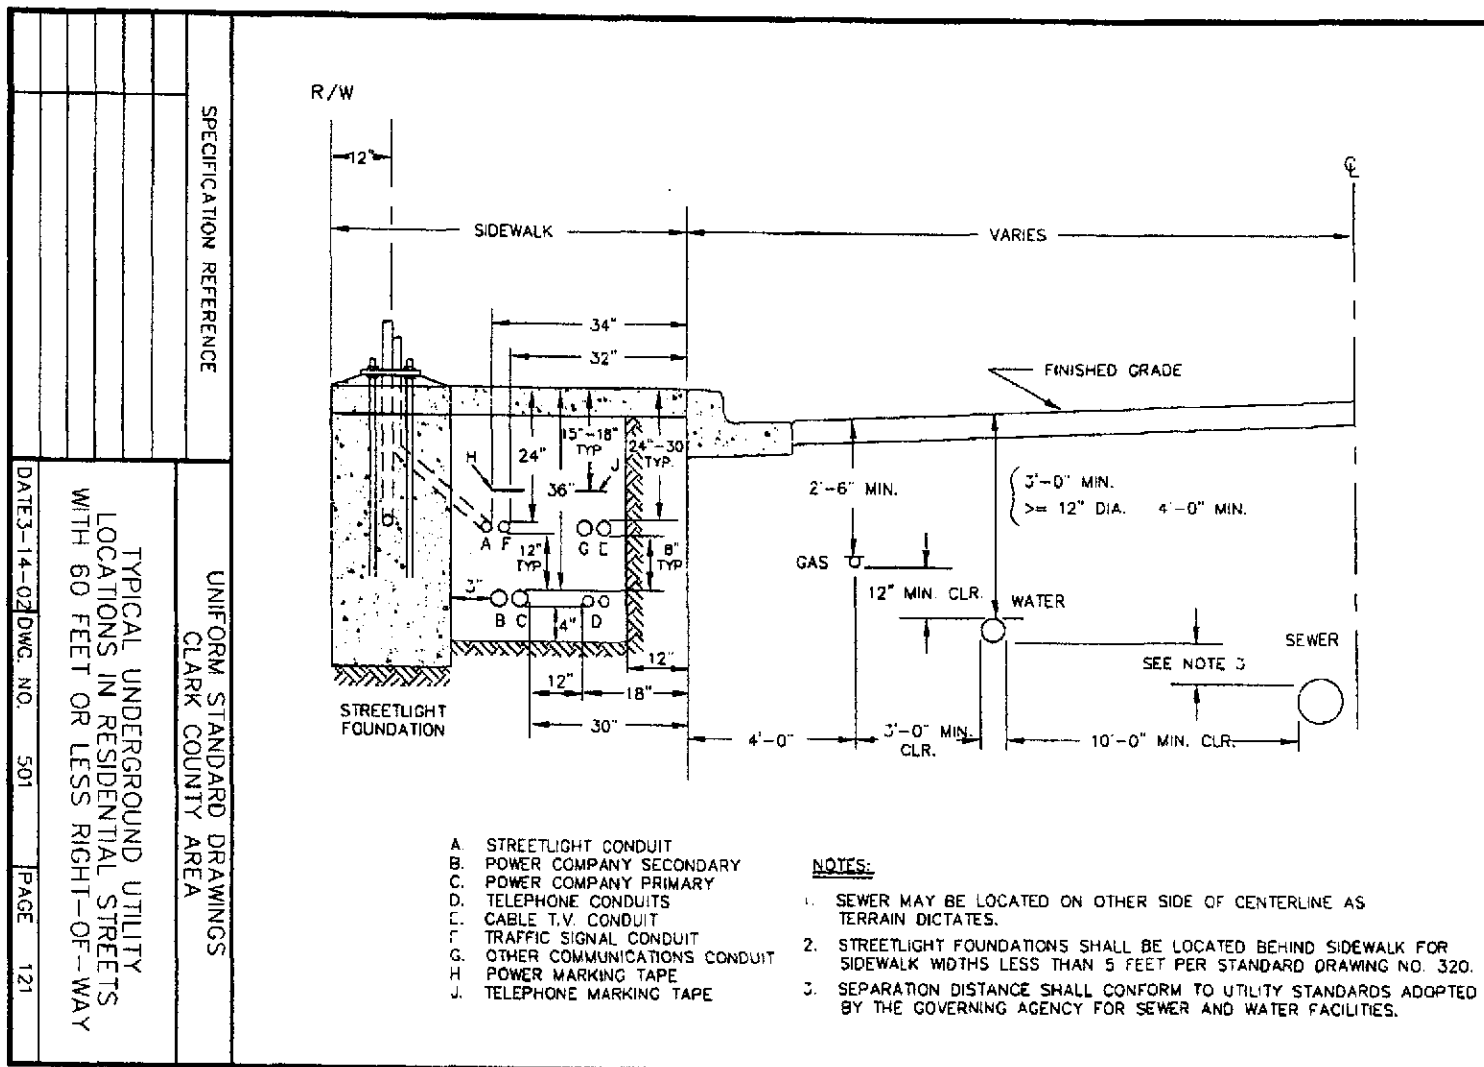 R/W
12"
SIDEWALK
VARIES
℄
34"
32"
FINISHED GRADE
15"-18"
TYP
24"
24"-30
TYP.
H
J
36"
2'-6" MIN.
3'-0" MIN.
>= 12" DIA. 4'-0" MIN.
A F
G E
12"
TYP
8"
TYP
GAS
12" MIN. CLR.
WATER
3"
B C
D
4"
SEWER
SEE NOTE 3
12"
12"
18"
30"
STREETLIGHT
FOUNDATION
4'-0"
3'-0" MIN.
CLR.
10'-0" MIN. CLR.
A. STREETLIGHT CONDUIT
B. POWER COMPANY SECONDARY
C. POWER COMPANY PRIMARY
D. TELEPHONE CONDUITS
E. CABLE T.V. CONDUIT
F TRAFFIC SIGNAL CONDUIT
G. OTHER COMMUNICATIONS CONDUIT
H POWER MARKING TAPE
J. TELEPHONE MARKING TAPE
NOTES:
1. SEWER MAY BE LOCATED ON OTHER SIDE OF CENTERLINE AS
TERRAIN DICTATES.
2. STREETLIGHT FOUNDATIONS SHALL BE LOCATED BEHIND SIDEWALK FOR
SIDEWALK WIDTHS LESS THAN 5 FEET PER STANDARD DRAWING NO. 320.
3. SEPARATION DISTANCE SHALL CONFORM TO UTILITY STANDARDS ADOPTED
BY THE GOVERNING AGENCY FOR SEWER AND WATER FACILITIES.
SPECIFICATION REFERENCE
UNIFORM STANDARD DRAWINGS
CLARK COUNTY AREA
TYPICAL UNDERGROUND UTILITY
LOCATIONS IN RESIDENTIAL STREETS
WITH 60 FEET OR LESS RIGHT-OF-WAY
DATE3-14-02 DWG. NO. 501 PAGE 121